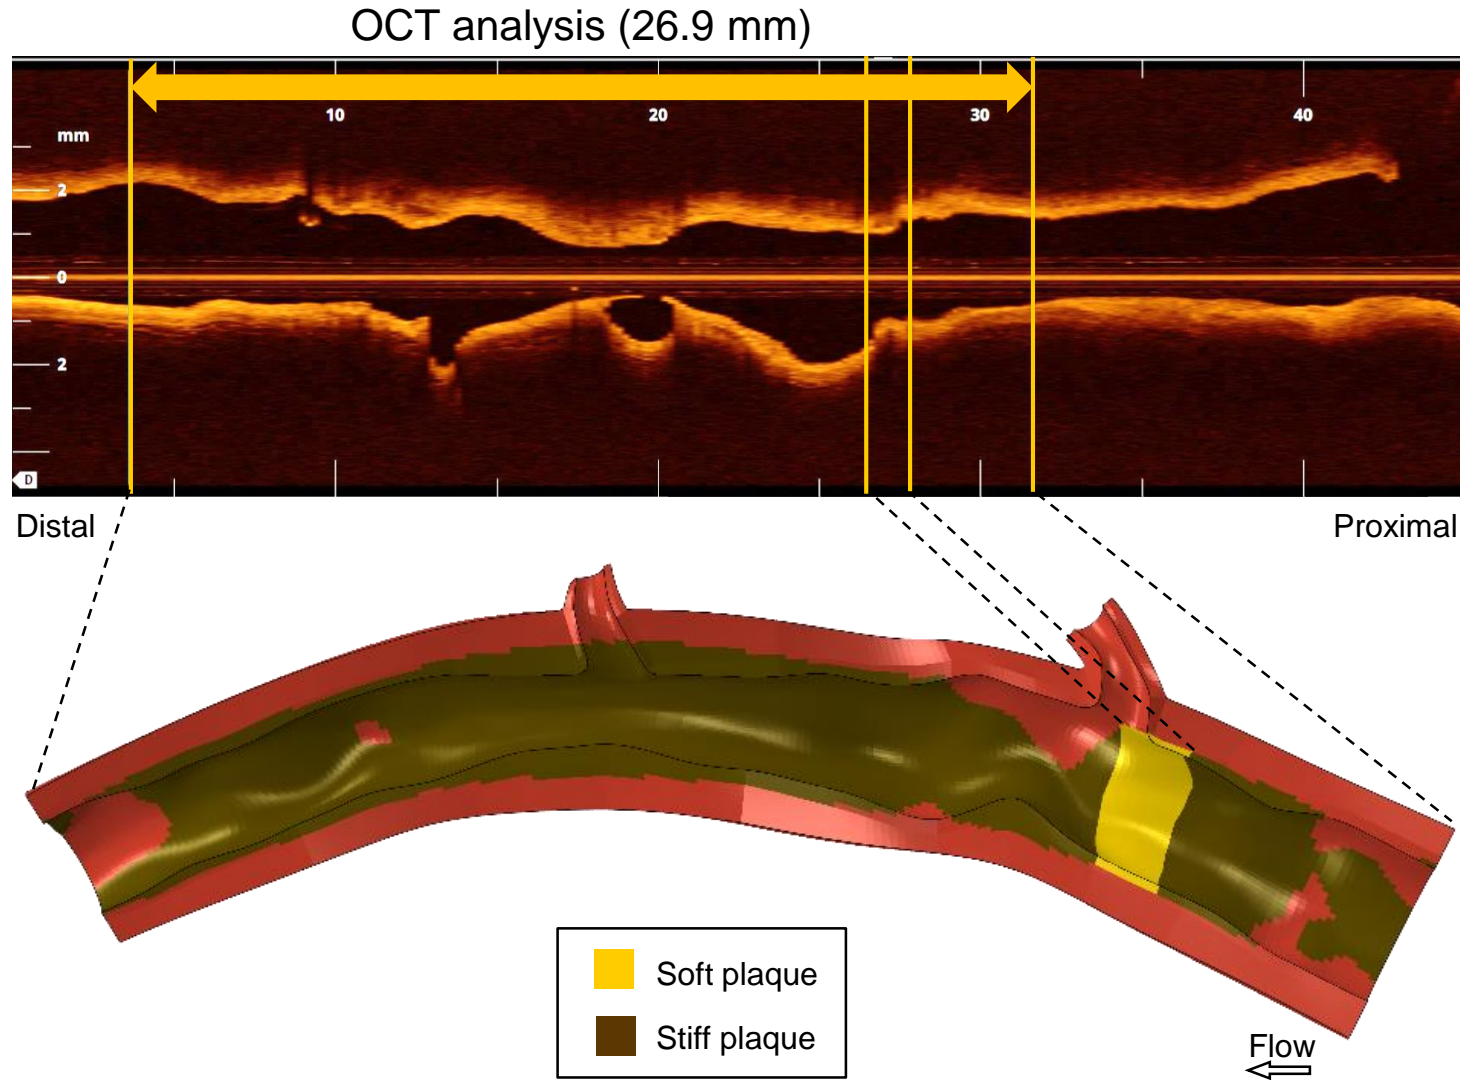 OCT analysis (26.9 mm)
10
20
30
40
mm
2
0
2
D
Distal
Proximal
Soft plaque
Stiff plaque
Flow